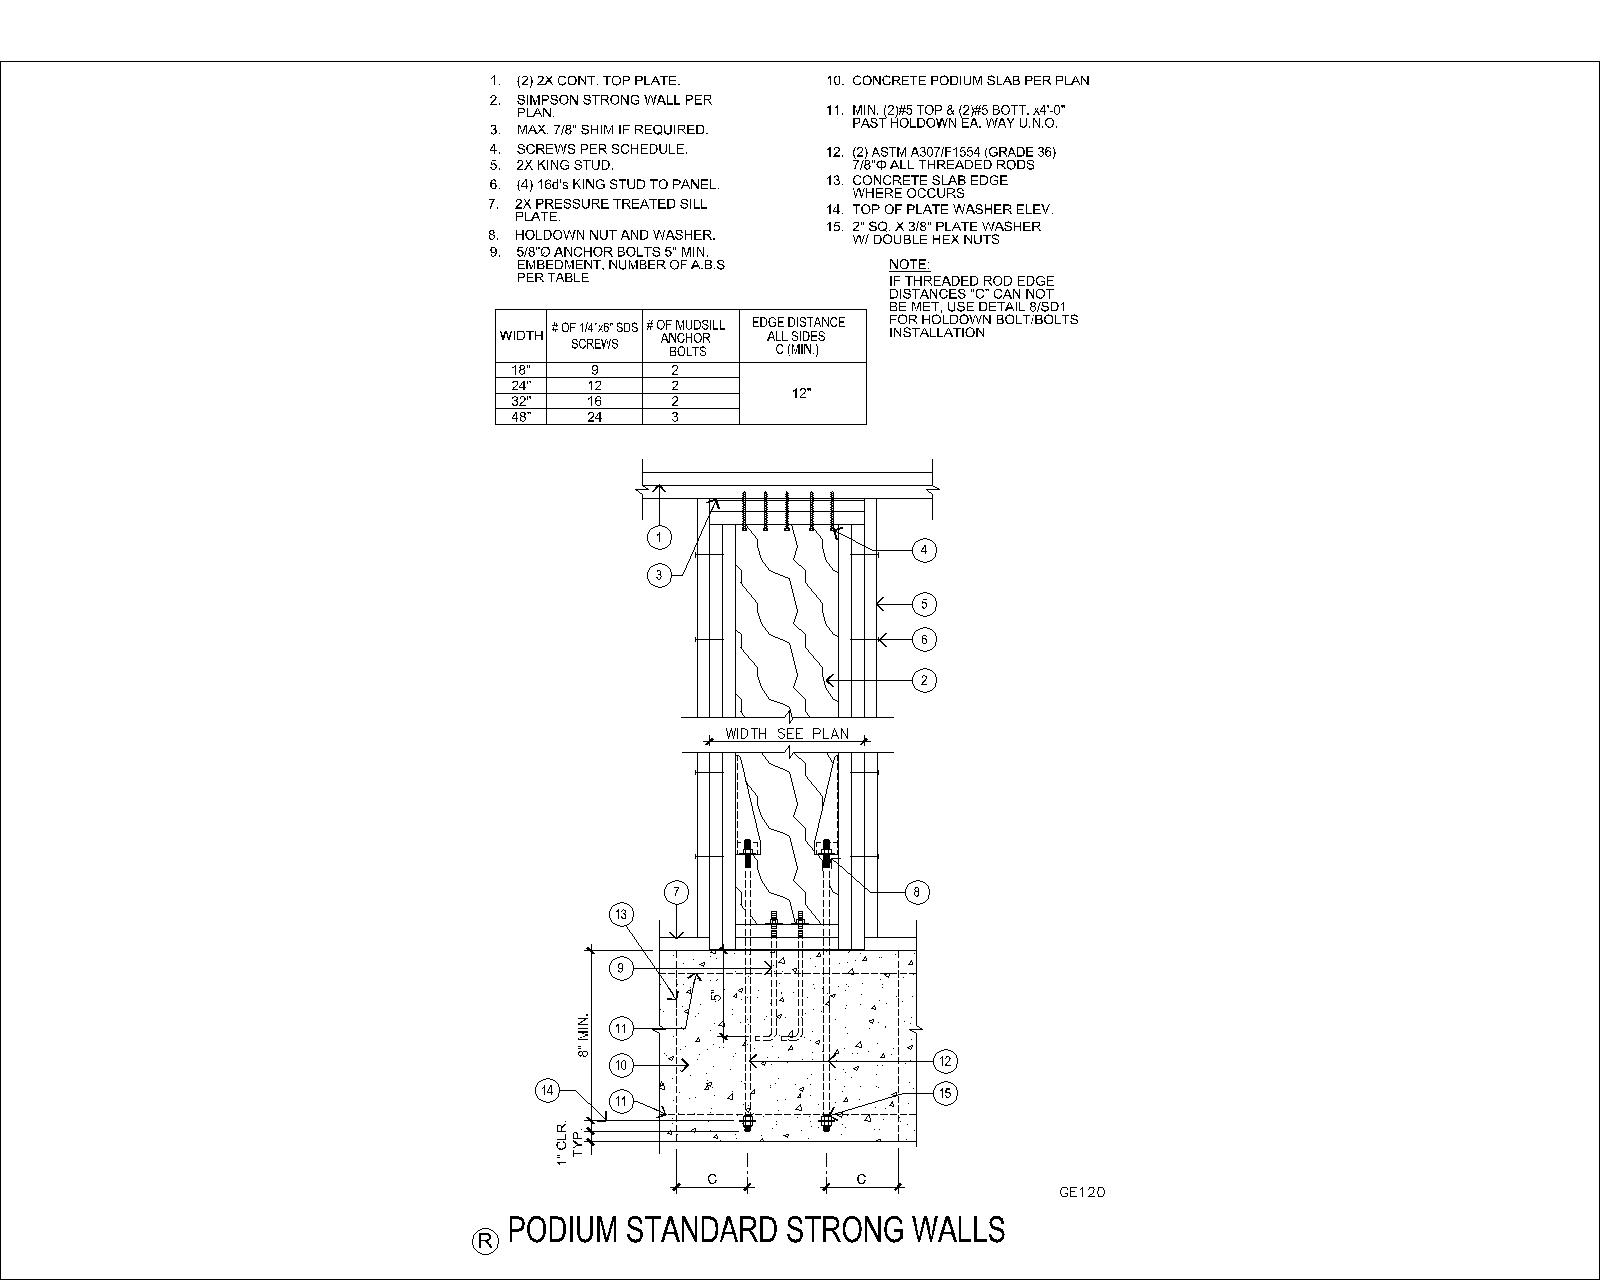 1. (2) 2X CONT. TOP PLATE.
2. SIMPSON STRONG WALL PER
PLAN.
3. MAX. 7/8" SHIM IF REQUIRED.
4. SCREWS PER SCHEDULE.
5. 2X KING STUD.
6. (4) 16d's KING STUD TO PANEL.
7. 2X PRESSURE TREATED SILL
PLATE.
8. HOLDOWN NUT AND WASHER.
9. 5/8"Ø ANCHOR BOLTS 5" MIN.
EMBEDMENT, NUMBER OF A.B.S
PER TABLE
10. CONCRETE PODIUM SLAB PER PLAN
11. MIN. (2)#5 TOP & (2)#5 BOTT. x4'-0"
PAST HOLDOWN EA. WAY U.N.O.
12. (2) ASTM A307/F1554 (GRADE 36)
7/8"Φ ALL THREADED RODS
13. CONCRETE SLAB EDGE
WHERE OCCURS
14. TOP OF PLATE WASHER ELEV.
15. 2" SQ. X 3/8" PLATE WASHER
W/ DOUBLE HEX NUTS
NOTE:
IF THREADED ROD EDGE
DISTANCES "C" CAN NOT
BE MET, USE DETAIL 8/SD1
FOR HOLDOWN BOLT/BOLTS
INSTALLATION
WIDTH
# OF 1/4"x6" SDS
SCREWS
# OF MUDSILL
ANCHOR
BOLTS
EDGE DISTANCE
ALL SIDES
C (MIN.)
18" 9 2
24" 12 2
32" 16 2
48" 24 3
12"
1
3
4
5
6
2
WIDTH SEE PLAN
7
8
13
9
5"
11
8" MIN.
10
12
14
11
15
1" CLR.
TYP.
C
C
GE120
R PODIUM STANDARD STRONG WALLS